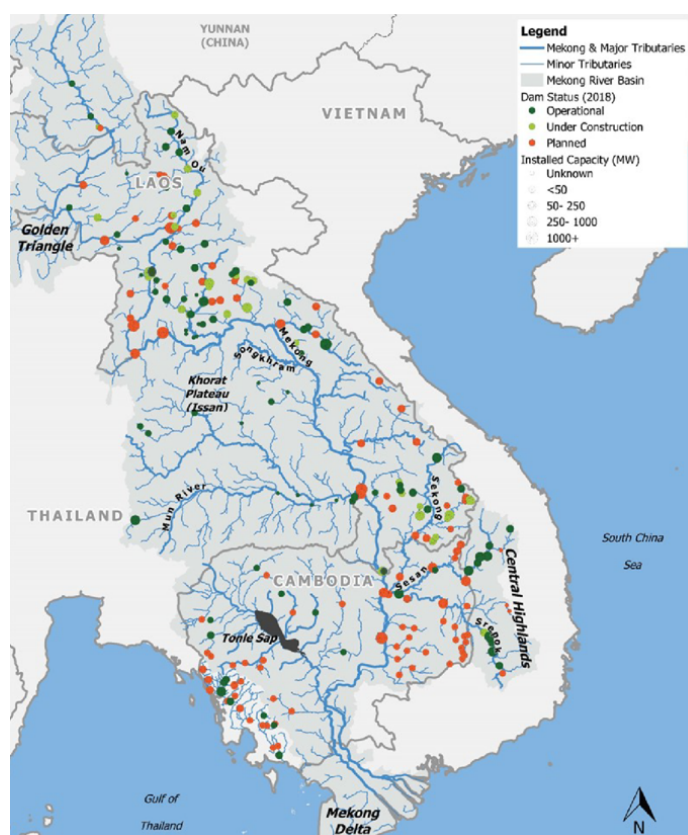 YUNNAN
(CHINA)
Legend
Mekong & Major Tributaries
Minor Tributaries
Mekong River Basin
Dam Status (2018)
Operational
Under Construction
Planned
Installed Capacity (MW)
Unknown
<50
50- 250
250- 1000
1000+
VIETNAM
Nam Ou
LAOS
Golden
Triangle
Mekong
Songkhram
Khorat
Plateau
(Issan)
Sekong
Mun River
THAILAND
South China
Sea
CAMBODIA
Sesan
Central Highlands
Srepok
Tonle Sap
Gulf of
Thailand
Mekong
Delta
N